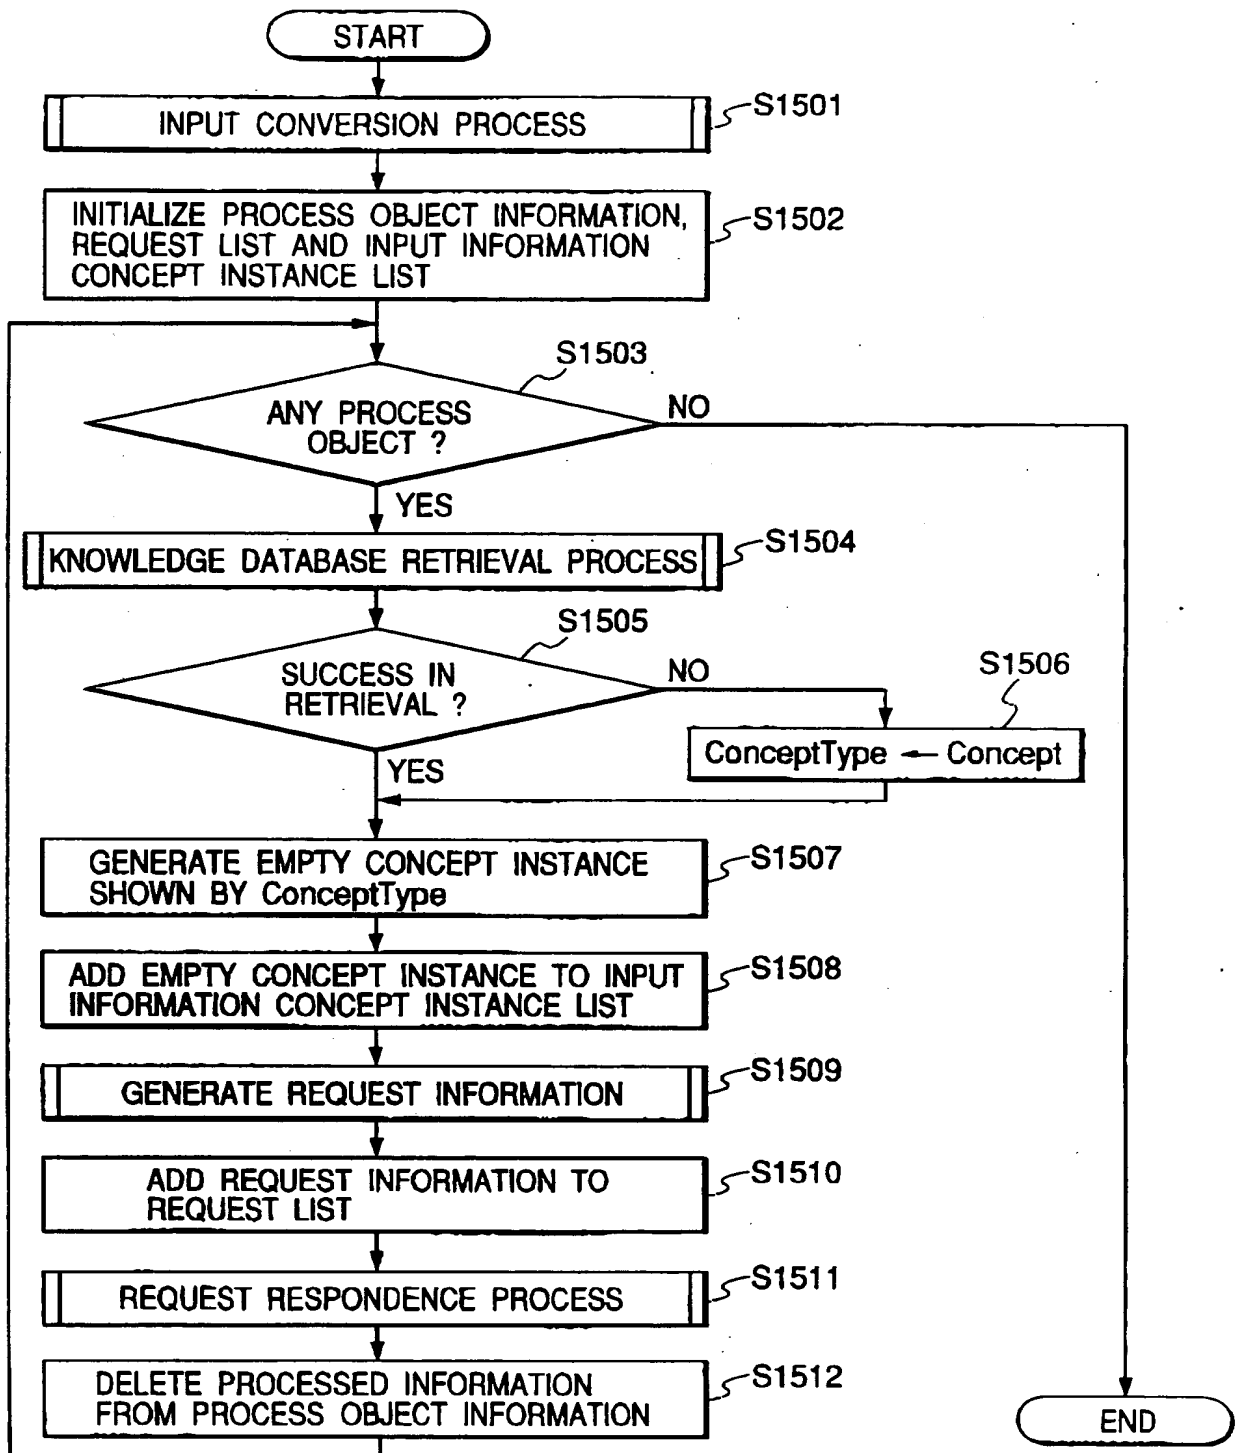 START
INPUT CONVERSION PROCESS
S1501
INITIALIZE PROCESS OBJECT INFORMATION,
REQUEST LIST AND INPUT INFORMATION
CONCEPT INSTANCE LIST
S1502
S1503
ANY PROCESS
OBJECT ?
NO
YES
KNOWLEDGE DATABASE RETRIEVAL PROCESS
S1504
S1505
SUCCESS IN
RETRIEVAL ?
NO
S1506
ConceptType ← Concept
YES
GENERATE EMPTY CONCEPT INSTANCE
SHOWN BY ConceptType
S1507
ADD EMPTY CONCEPT INSTANCE TO INPUT
INFORMATION CONCEPT INSTANCE LIST
S1508
GENERATE REQUEST INFORMATION
S1509
ADD REQUEST INFORMATION TO
REQUEST LIST
S1510
REQUEST RESPONDENCE PROCESS
S1511
DELETE PROCESSED INFORMATION
FROM PROCESS OBJECT INFORMATION
S1512
END